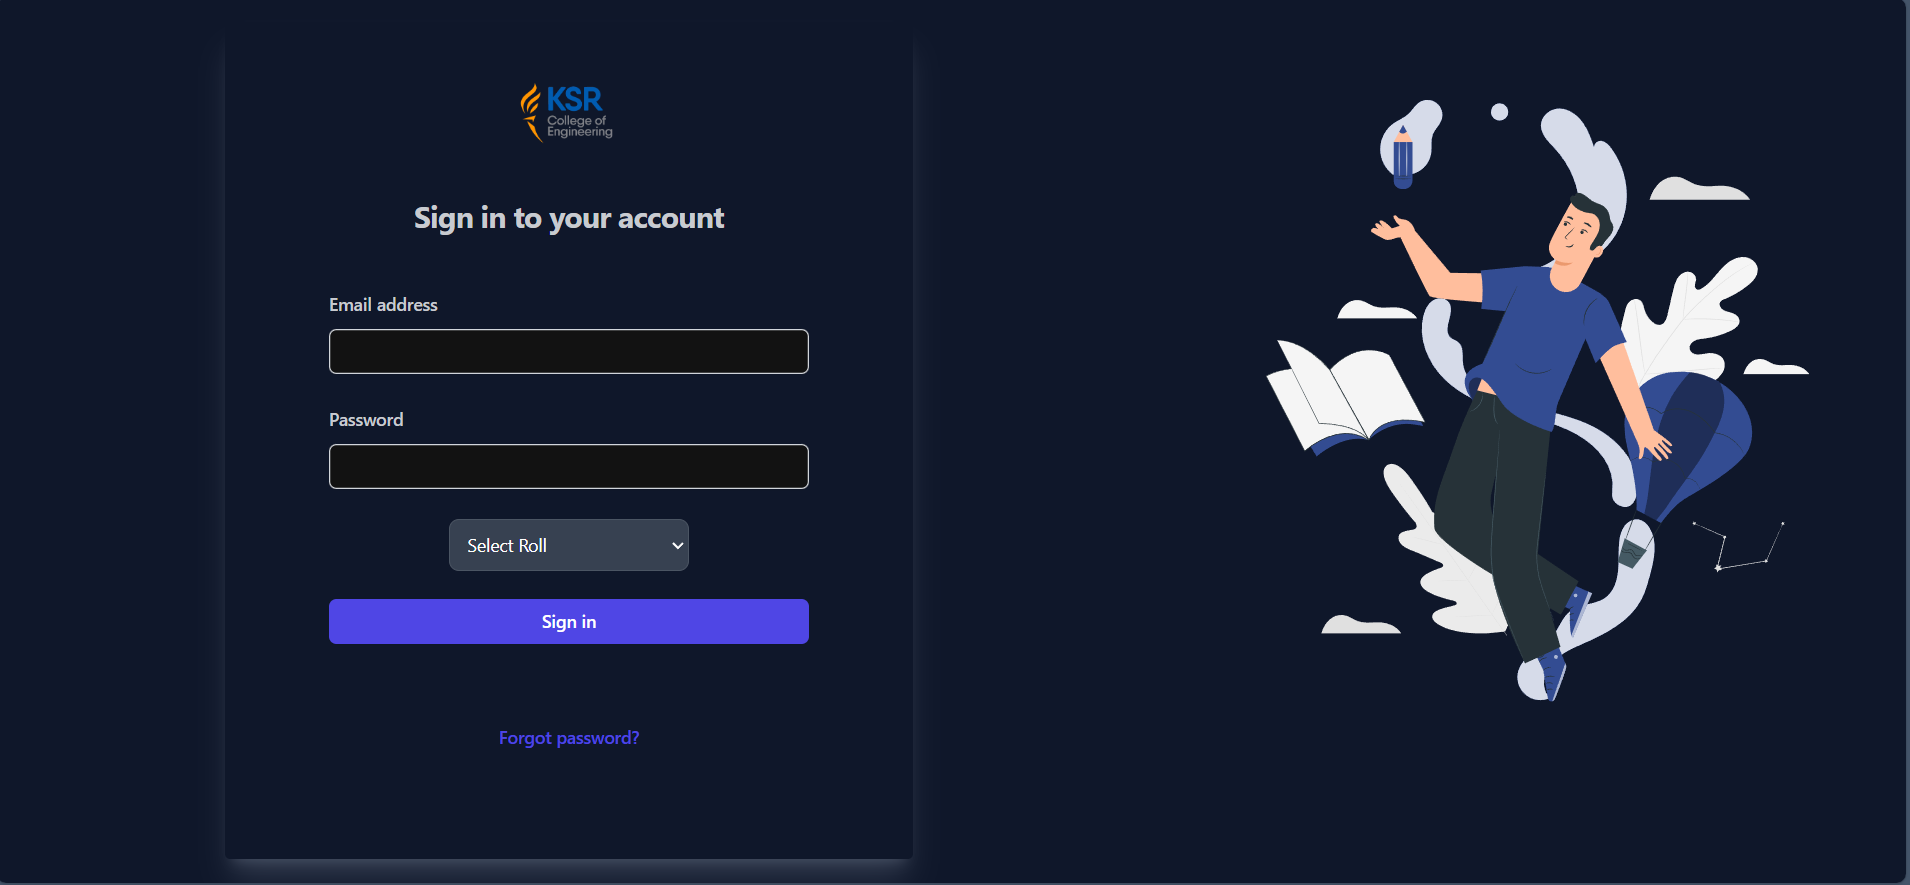 KSR
College of
Engineering
Sign in to your account
Email address
Password
Select Roll
Sign in
Forgot password?